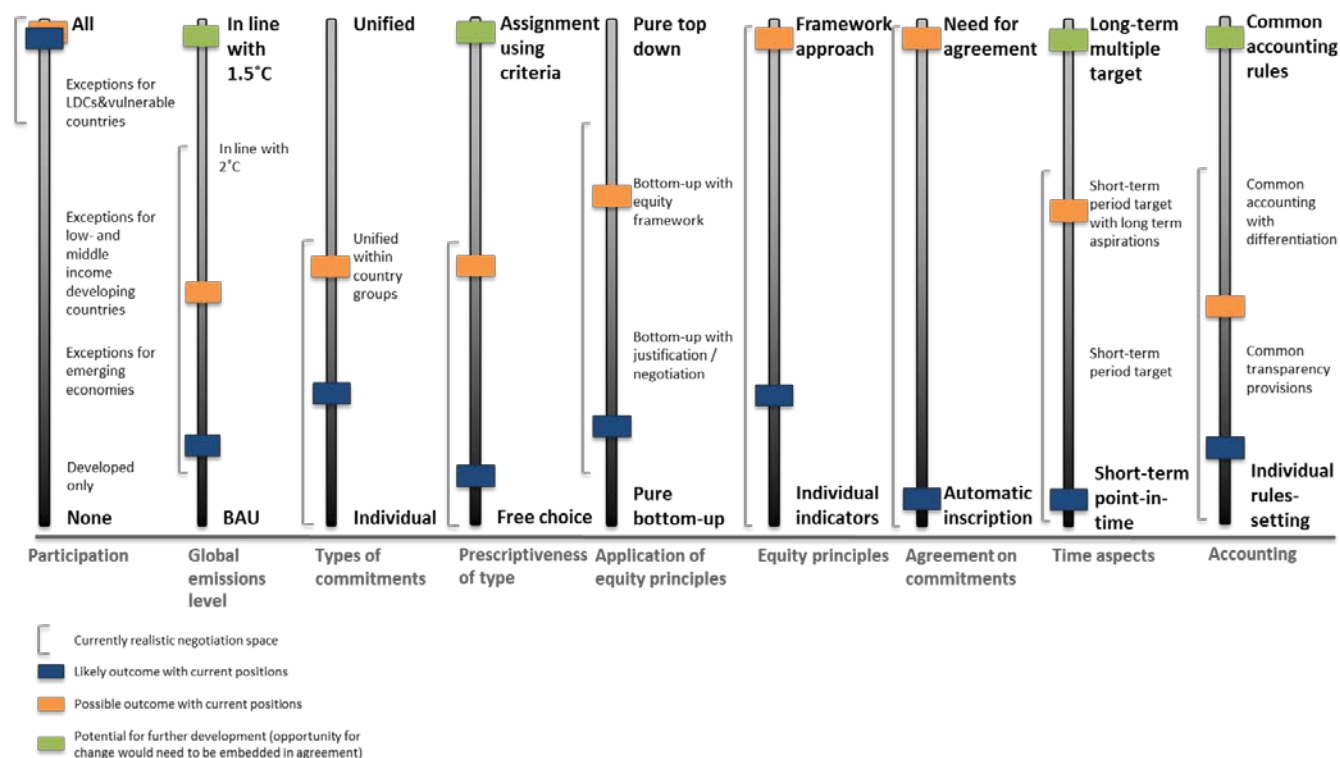 All
Exceptions for
LDCs&vulnerable
countries
Exceptions for
low- and
middle
income
developing
countries
Exceptions for
emerging
economies
Developed
only
None
In line
with
1.5˚C
In line with
2˚C
BAU
Unified
Unified
within
country
groups
Individual
Assignment
using
criteria
Free choice
Pure top
down
Bottom-up with
equity
framework
Bottom-up with
justification /
negotiation
Pure
bottom-up
Framework
approach
Individual
indicators
Need for
agreement
Automatic
inscription
Long-term
multiple
target
Short-term
period target
with long term
aspirations
Short-term
period target
Short-term
point-in-
time
Common
accounting
rules
Common
accounting
with
differentiation
Common
transparency
provisions
Individual
rules-
setting
Participation
Global
emissions
level
Types of
commitments
Prescriptiveness
of type
Application of
equity principles
Equity principles
Agreement on
commitments
Time aspects
Accounting
Currently realistic negotiation space
Likely outcome with current positions
Possible outcome with current positions
Potential for further development (opportunity for
change would need to be embedded in agreement)